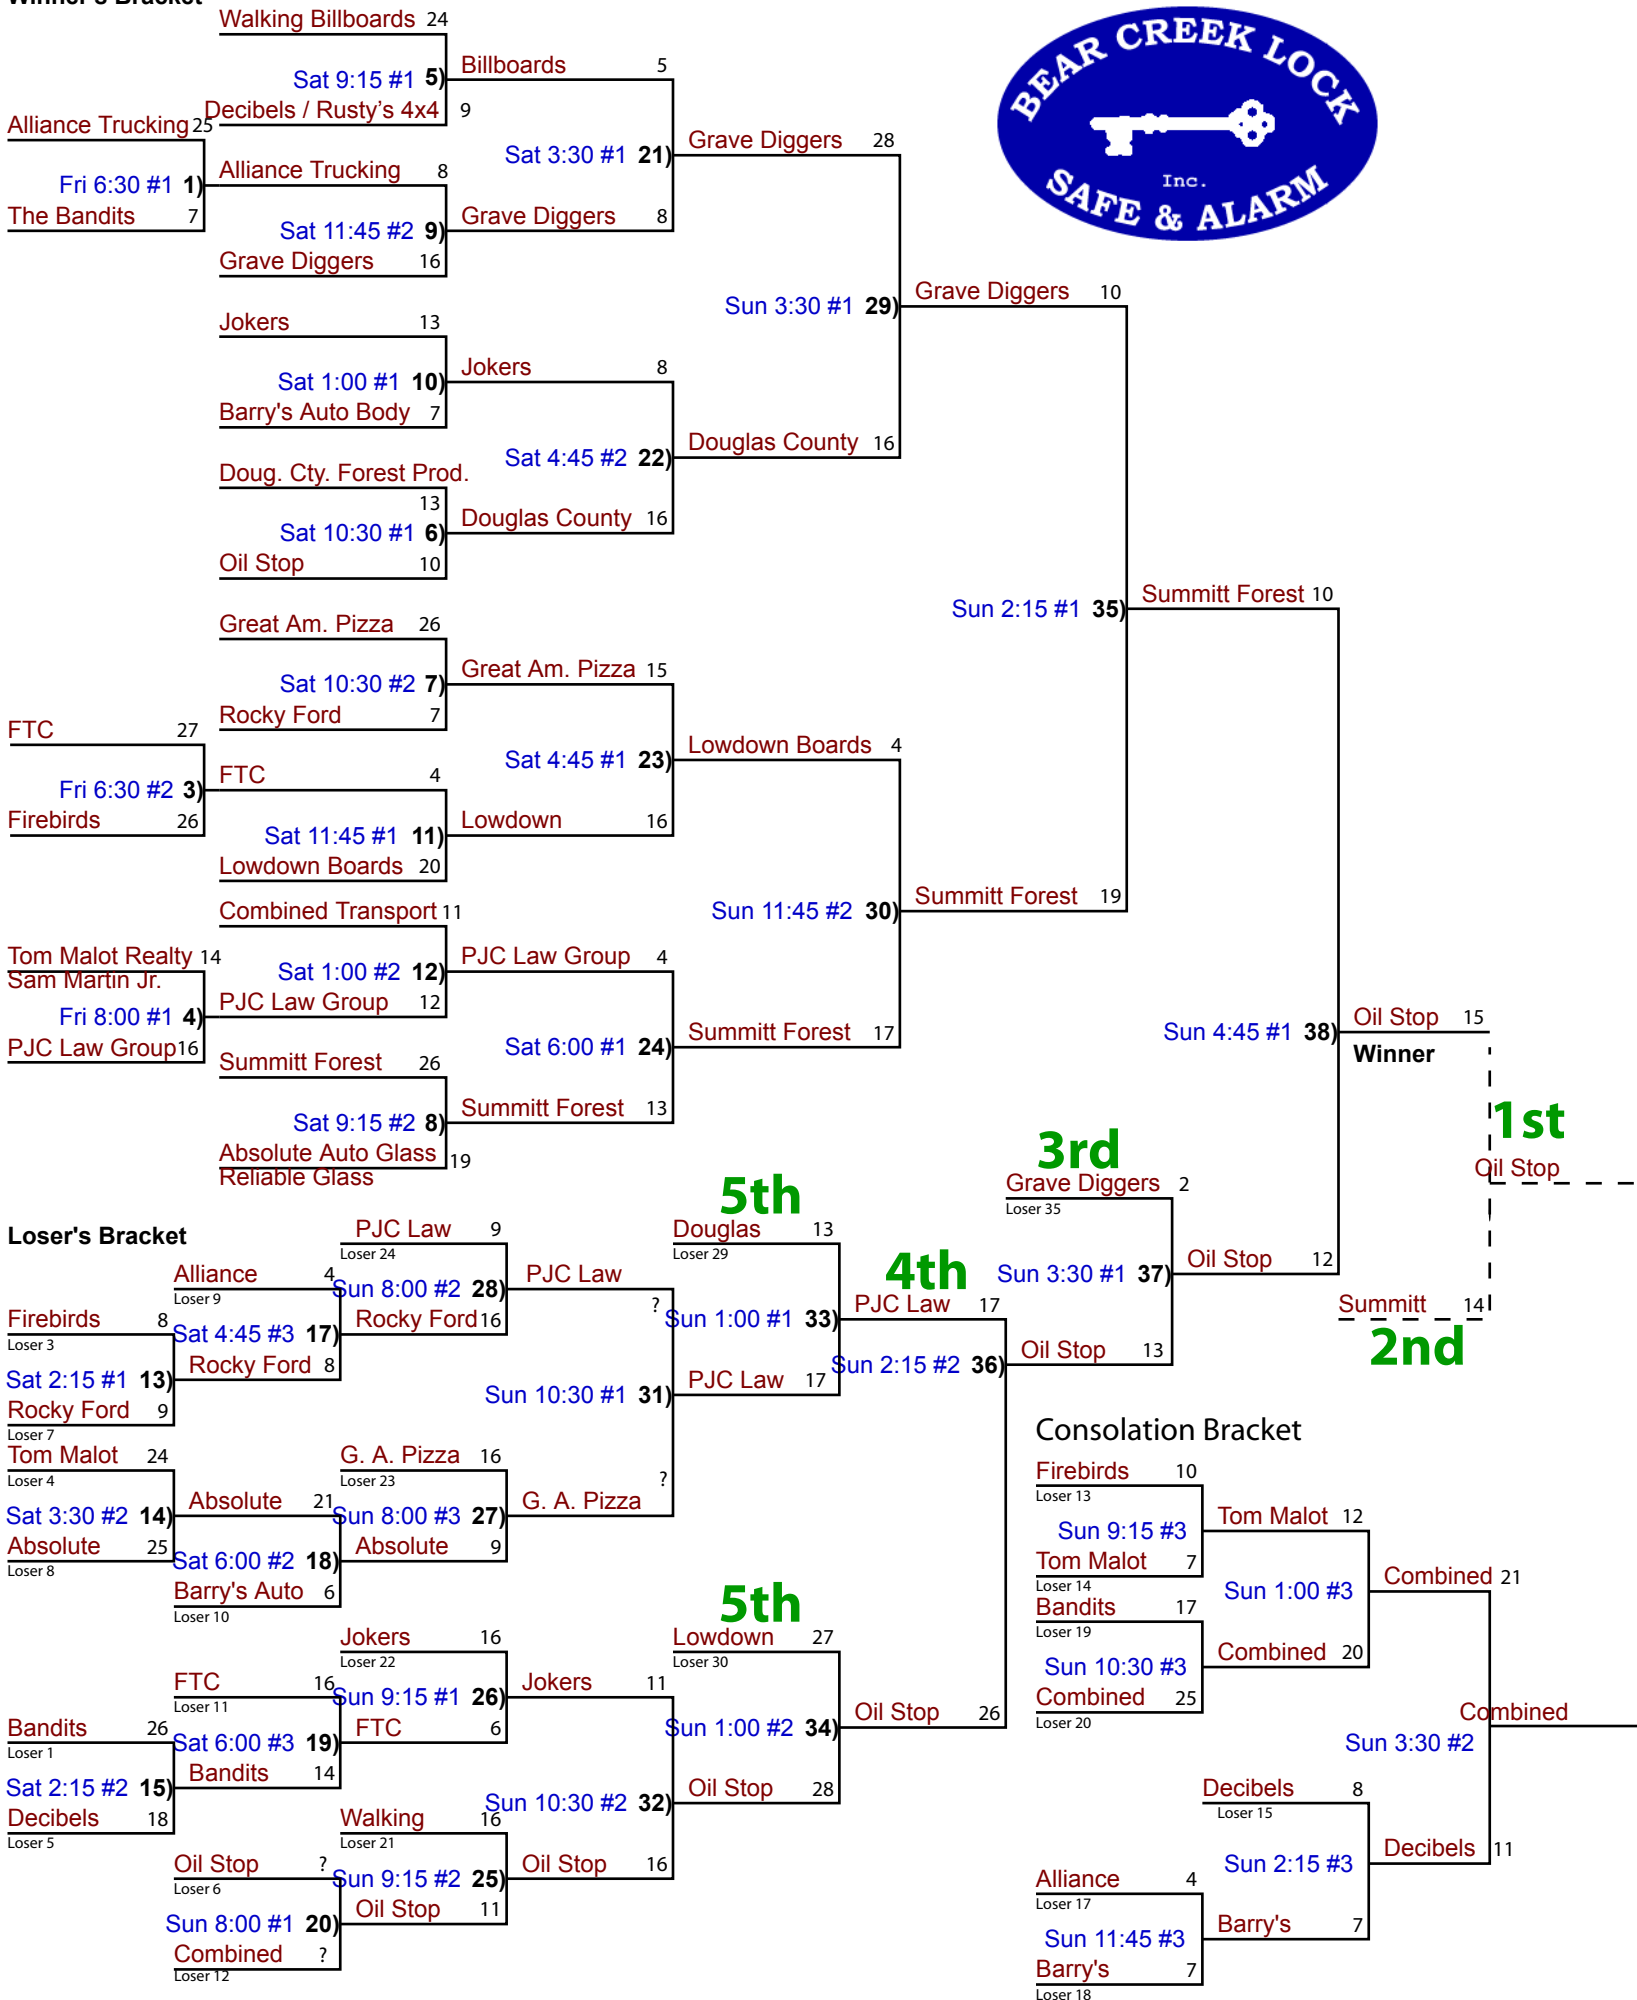 Winner's Bracket
Walking Billboards 24
Sat 9:15 #1 5)
Decibels / Rusty's 4x4 9
Billboards 5
Alliance Trucking 25
Fri 6:30 #1 1)
The Bandits 7
Alliance Trucking 8
Sat 11:45 #2 9)
Grave Diggers 16
Sat 3:30 #1 21)
Grave Diggers 8
Grave Diggers 28
BEAR CREEK LOCK
Inc.
SAFE & ALARM
Jokers 13
Sat 1:00 #1 10)
Barry's Auto Body 7
Jokers 8
Sat 4:45 #2 22)
Doug. Cty. Forest Prod.
13
Sat 10:30 #1 6)
Oil Stop 10
Douglas County 16
Douglas County 16
Sun 3:30 #1 29)
Grave Diggers 10
Great Am. Pizza 26
Sat 10:30 #2 7)
Rocky Ford 7
Great Am. Pizza 15
FTC 27
Fri 6:30 #2 3)
Firebirds 26
FTC 4
Sat 11:45 #1 11)
Lowdown Boards 20
Sat 4:45 #1 23)
Lowdown 16
Lowdown Boards 4
Combined Transport 11
Sat 1:00 #2 12)
PJC Law Group 12
Tom Malot Realty 14
Sam Martin Jr.
Fri 8:00 #1 4)
PJC Law Group 16
PJC Law Group 4
Sat 6:00 #1 24)
Summitt Forest 26
Sat 9:15 #2 8)
Absolute Auto Glass 19
Reliable Glass
Summitt Forest 13
Summitt Forest 17
Sun 11:45 #2 30)
Summitt Forest 19
Sun 2:15 #1 35)
Summitt Forest 10
Sun 4:45 #1 38)
Oil Stop 15
Winner
1st
Oil Stop
Summitt 14
2nd
Loser's Bracket
Firebirds 8
Loser 3
Sat 2:15 #1 13)
Rocky Ford 9
Loser 7
Alliance 4
Loser 9
Sat 4:45 #3 17)
Rocky Ford 8
PJC Law 9
Loser 24
Sun 8:00 #2 28)
Rocky Ford 16
PJC Law ?
Tom Malot 24
Loser 4
Sat 3:30 #2 14)
Absolute 25
Loser 8
Absolute 21
Sat 6:00 #2 18)
Barry's Auto 6
Loser 10
G. A. Pizza 16
Loser 23
Sun 8:00 #3 27)
Absolute 9
G. A. Pizza ?
Sun 10:30 #1 31)
5th
Douglas 13
Loser 29
Sun 1:00 #1 33)
PJC Law 17
4th
PJC Law 17
Sun 2:15 #2 36)
3rd
Grave Diggers 2
Loser 35
Sun 3:30 #1 37)
Oil Stop 13
Oil Stop 12
Bandits 26
Loser 1
Sat 2:15 #2 15)
Decibels 18
Loser 5
FTC 16
Loser 11
Sat 6:00 #3 19)
Bandits 14
Jokers 16
Loser 22
Sun 9:15 #1 26)
FTC 6
Jokers 11
Oil Stop ?
Loser 6
Sun 8:00 #1 20)
Combined ?
Loser 12
Walking 16
Loser 21
Sun 9:15 #2 25)
Oil Stop 11
Oil Stop 16
Sun 10:30 #2 32)
5th
Lowdown 27
Loser 30
Sun 1:00 #2 34)
Oil Stop 28
Oil Stop 26
Consolation Bracket
Firebirds 10
Loser 13
Sun 9:15 #3
Tom Malot 7
Loser 14
Tom Malot 12
Bandits 17
Loser 19
Sun 10:30 #3
Combined 25
Loser 20
Sun 1:00 #3
Combined 20
Combined 21
Alliance 4
Loser 17
Sun 11:45 #3
Barry's 7
Loser 18
Decibels 8
Loser 15
Sun 2:15 #3
Barry's 7
Decibels 11
Sun 3:30 #2
Combined